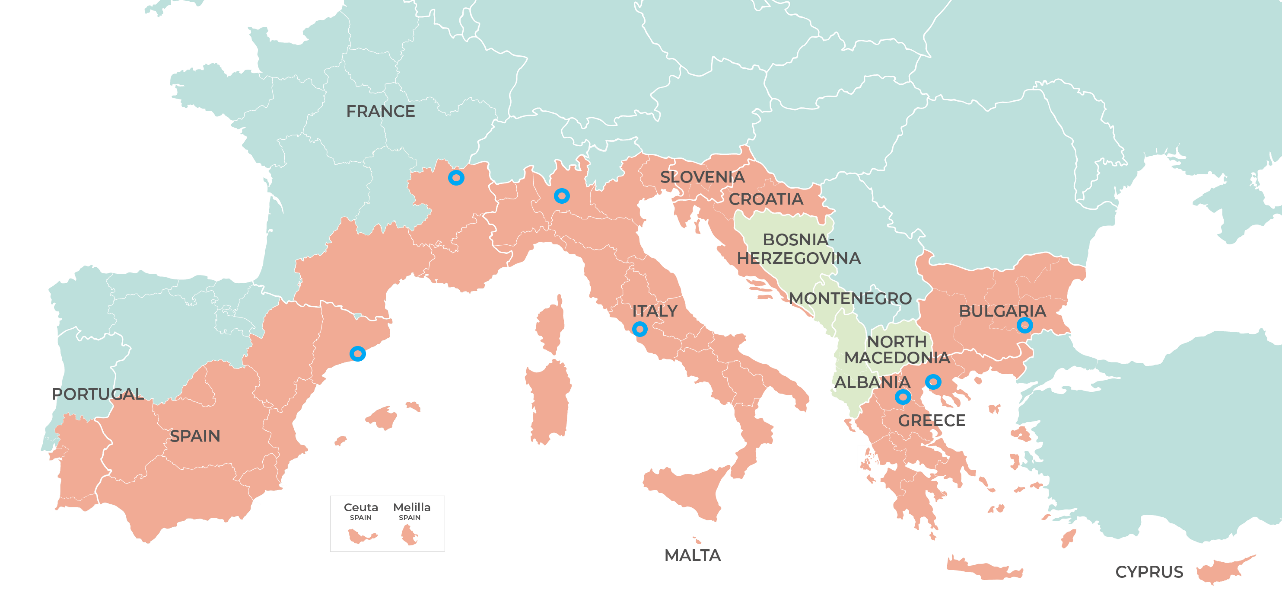 FRANCE
SLOVENIA
CROATIA
BOSNIA-
HERZEGOVINA
MONTENEGRO
ITALY
BULGARIA
NORTH
MACEDONIA
ALBANIA
PORTUGAL
GREECE
SPAIN
Ceuta
SPAIN
Melilla
SPAIN
MALTA
CYPRUS